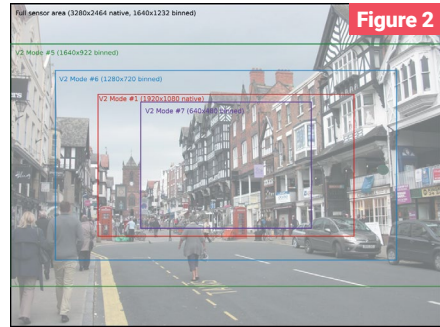 Full sensor area (3280x2464 native, 1640x1232 binned)
Figure 2
V2 Mode #5 (1640x922 binned)
V2 Mode #6 (1280x720 binned)
V2 Mode #1 (1920x1080 native)
V2 Mode #7 (640x480 binned)